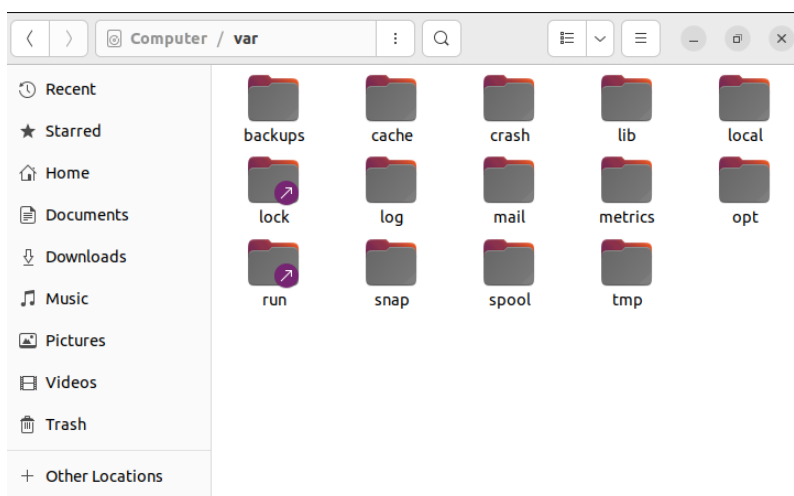 Computer / var
Recent
Starred
Home
Documents
Downloads
Music
Pictures
Videos
Trash
+ Other Locations
backups cache crash lib local
lock log mail metrics opt
run snap spool tmp